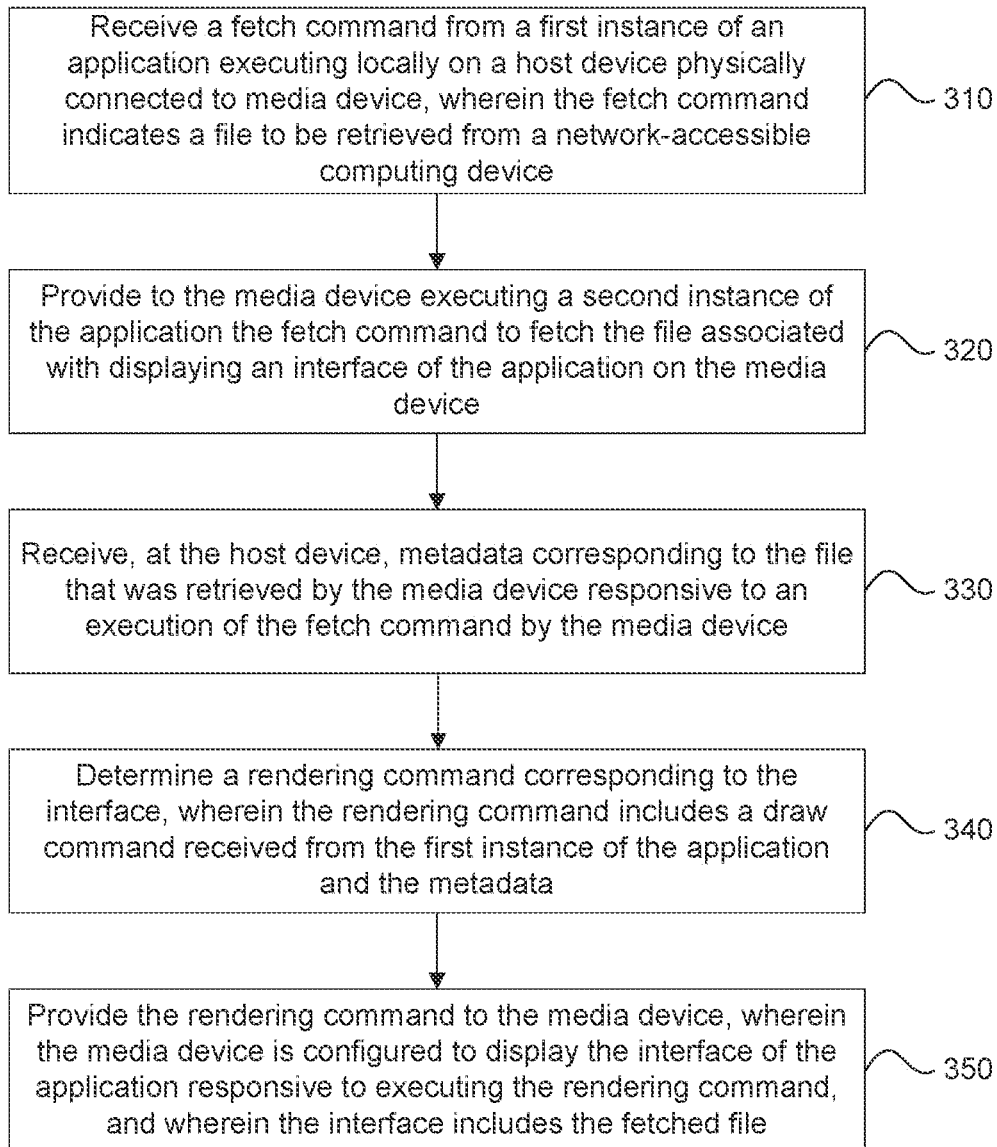 Receive a fetch command from a first instance of an
application executing locally on a host device physically
connected to media device, wherein the fetch command
indicates a file to be retrieved from a network-accessible
computing device
310
Provide to the media device executing a second instance of
the application the fetch command to fetch the file associated
with displaying an interface of the application on the media
device
320
Receive, at the host device, metadata corresponding to the file
that was retrieved by the media device responsive to an
execution of the fetch command by the media device
330
Determine a rendering command corresponding to the
interface, wherein the rendering command includes a draw
command received from the first instance of the application
and the metadata
340
Provide the rendering command to the media device, wherein
the media device is configured to display the interface of the
application responsive to executing the rendering command,
and wherein the interface includes the fetched file
350